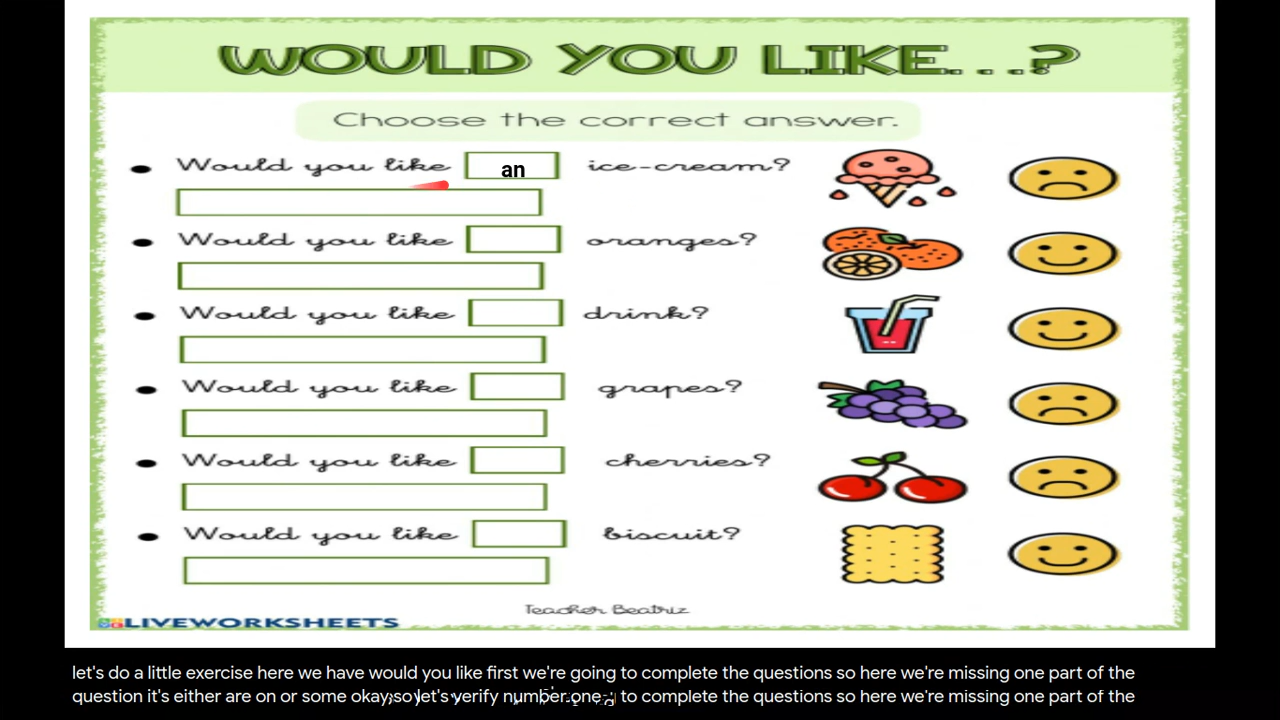 WOULD YOU LIKE...?
Choose the correct answer.
Would you like an ice-cream?
Would you like oranges?
Would you like drink?
Would you like grapes?
Would you like cherries?
Would you like biscuit?
Teacher Beatriz
LIVEWORKSHEETS
let's do a little exercise here we have would you like first we're going to complete the questions so here we're missing one part of the
question it's either are on or some okay so let's verify number one to complete the questions so here we're missing one part of the